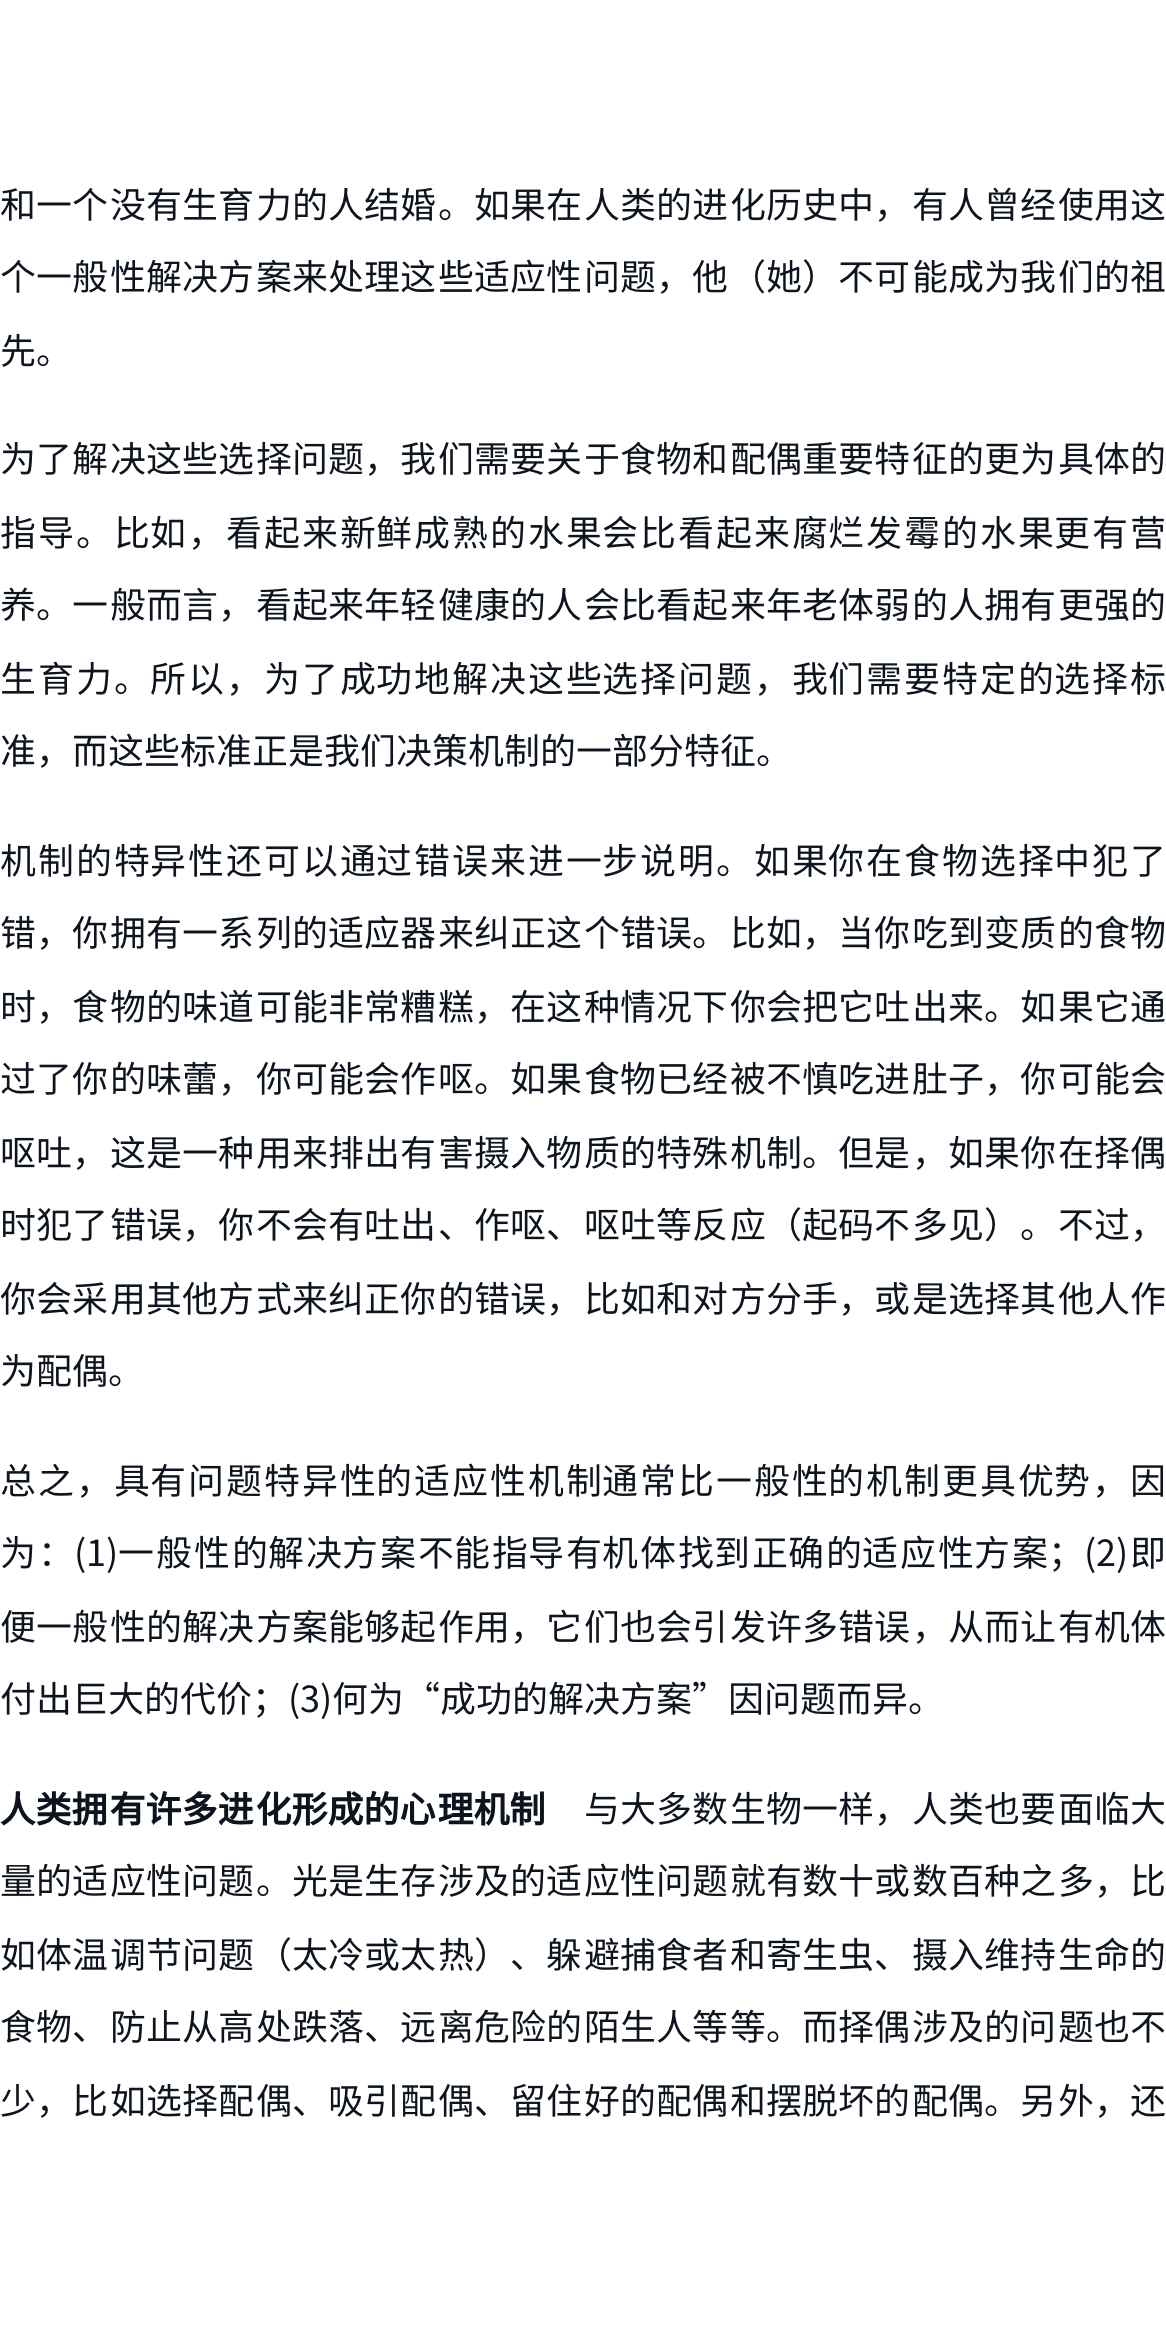 和一个没有生育力的人结婚。如果在人类的进化历史中，有人曾经使用这
个一般性解决方案来处理这些适应性问题，他（她）不可能成为我们的祖
先。
为了解决这些选择问题，我们需要关于食物和配偶重要特征的更为具体的
指导。比如，看起来新鲜成熟的水果会比看起来腐烂发霉的水果更有营
养。一般而言，看起来年轻健康的人会比看起来年老体弱的人拥有更强的
生育力。所以，为了成功地解决这些选择问题，我们需要特定的选择标
准，而这些标准正是我们决策机制的一部分特征。
机制的特异性还可以通过错误来进一步说明。如果你在食物选择中犯了
错，你拥有一系列的适应器来纠正这个错误。比如，当你吃到变质的食物
时，食物的味道可能非常糟糕，在这种情况下你会把它吐出来。如果它通
过了你的味蕾，你可能会作呕。如果食物已经被不慎吃进肚子，你可能会
呕吐，这是一种用来排出有害摄入物质的特殊机制。但是，如果你在择偶
时犯了错误，你不会有吐出、作呕、呕吐等反应（起码不多见）。不过，
你会采用其他方式来纠正你的错误，比如和对方分手，或是选择其他人作
为配偶。
总之，具有问题特异性的适应性机制通常比一般性的机制更具优势，因
为：(1)一般性的解决方案不能指导有机体找到正确的适应性方案；(2)即
便一般性的解决方案能够起作用，它们也会引发许多错误，从而让有机体
付出巨大的代价；(3)何为“成功的解决方案”因问题而异。
人类拥有许多进化形成的心理机制　与大多数生物一样，人类也要面临大
量的适应性问题。光是生存涉及的适应性问题就有数十或数百种之多，比
如体温调节问题（太冷或太热）、躲避捕食者和寄生虫、摄入维持生命的
食物、防止从高处跌落、远离危险的陌生人等等。而择偶涉及的问题也不
少，比如选择配偶、吸引配偶、留住好的配偶和摆脱坏的配偶。另外，还